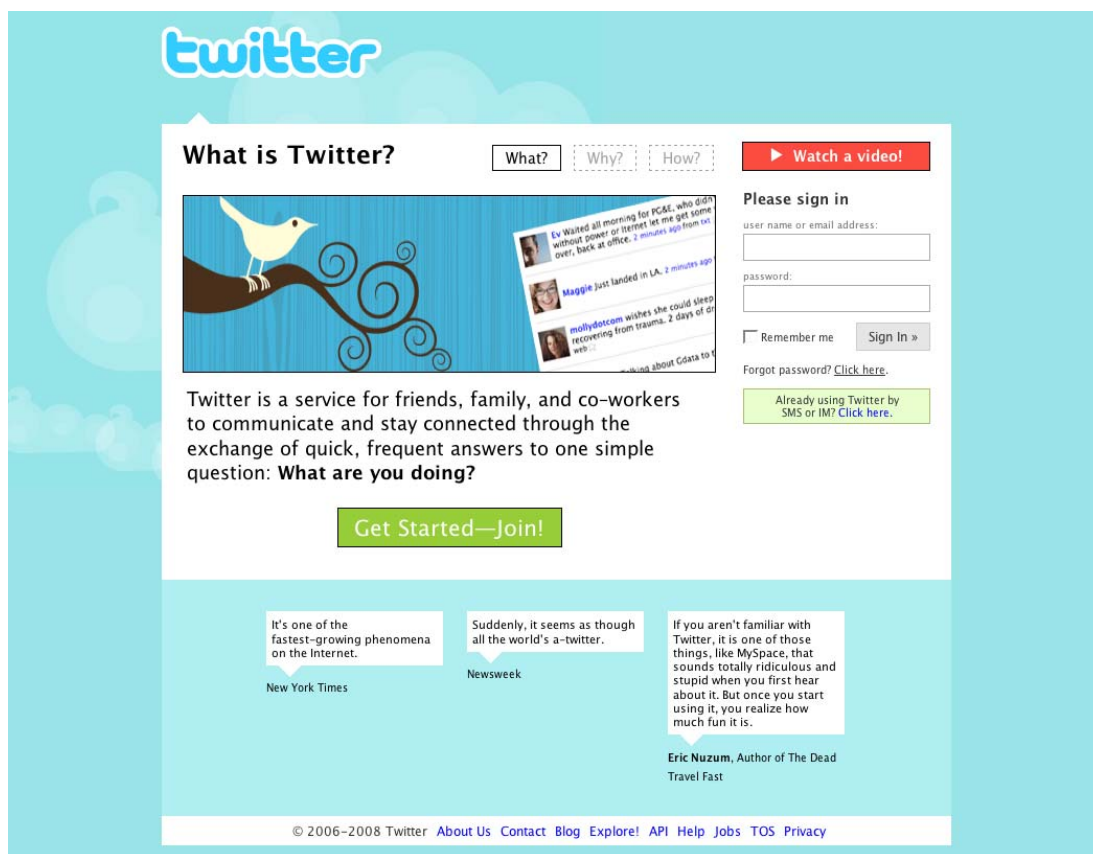 twitter
What is Twitter?
What?
Why?
How?
Watch a video!
Ev Waited all morning for PG&E, who didn
without power or Iternet let me get some
over, back at office. 2 minutes ago from txt
Maggie Just landed in LA. 2 minutes ago
mollydotcom wishes she could sleep
recovering from trauma. 2 days of dr
web
lking about Gdata to t
Twitter is a service for friends, family, and co-workers
to communicate and stay connected through the
exchange of quick, frequent answers to one simple
question: What are you doing?
Get Started—Join!
Please sign in
user name or email address:
password:
Remember me
Sign In »
Forgot password? Click here.
Already using Twitter by
SMS or IM? Click here.
It's one of the
fastest-growing phenomena
on the Internet.
New York Times
Suddenly, it seems as though
all the world's a-twitter.
Newsweek
If you aren't familiar with
Twitter, it is one of those
things, like MySpace, that
sounds totally ridiculous and
stupid when you first hear
about it. But once you start
using it, you realize how
much fun it is.
Eric Nuzum, Author of The Dead
Travel Fast
© 2006-2008 Twitter About Us Contact Blog Explore! API Help Jobs TOS Privacy